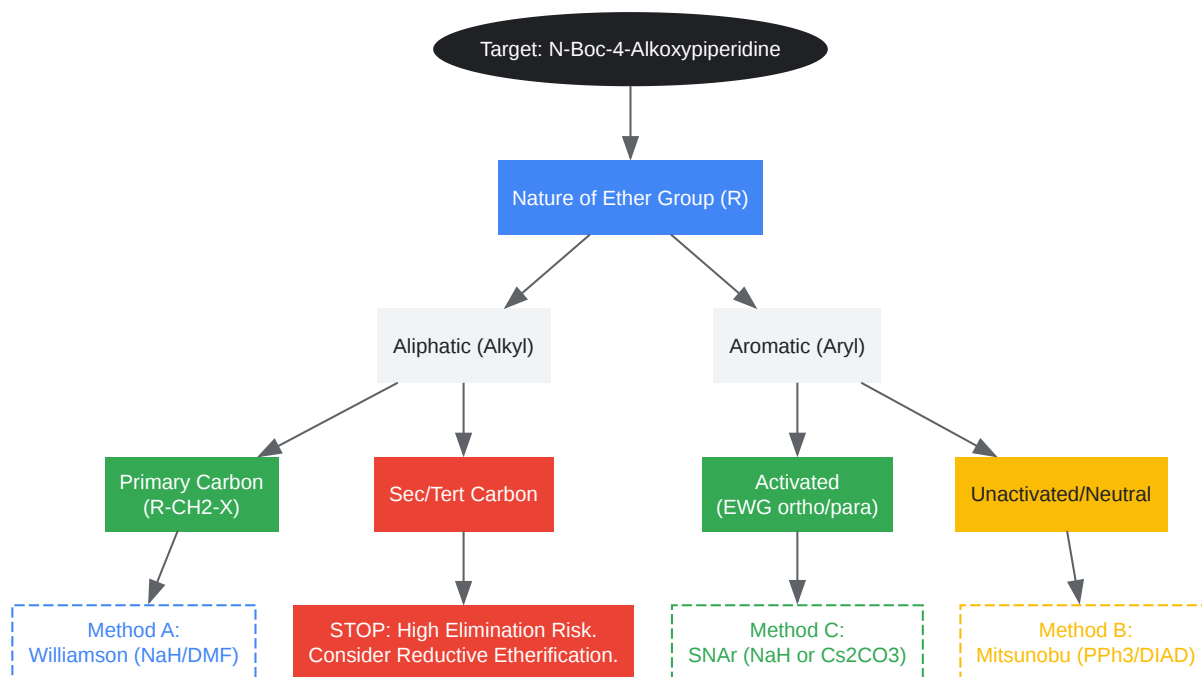 Target: N-Boc-4-Alkoxypiperidine
Nature of Ether Group (R)
Aliphatic (Alkyl)
Aromatic (Aryl)
Primary Carbon
(R-CH2-X)
Sec/Tert Carbon
Activated
(EWG ortho/para)
Unactivated/Neutral
Method A:
Williamson (NaH/DMF)
STOP: High Elimination Risk.
Consider Reductive Etherification.
Method C:
SNAr (NaH or Cs2CO3)
Method B:
Mitsunobu (PPh3/DIAD)